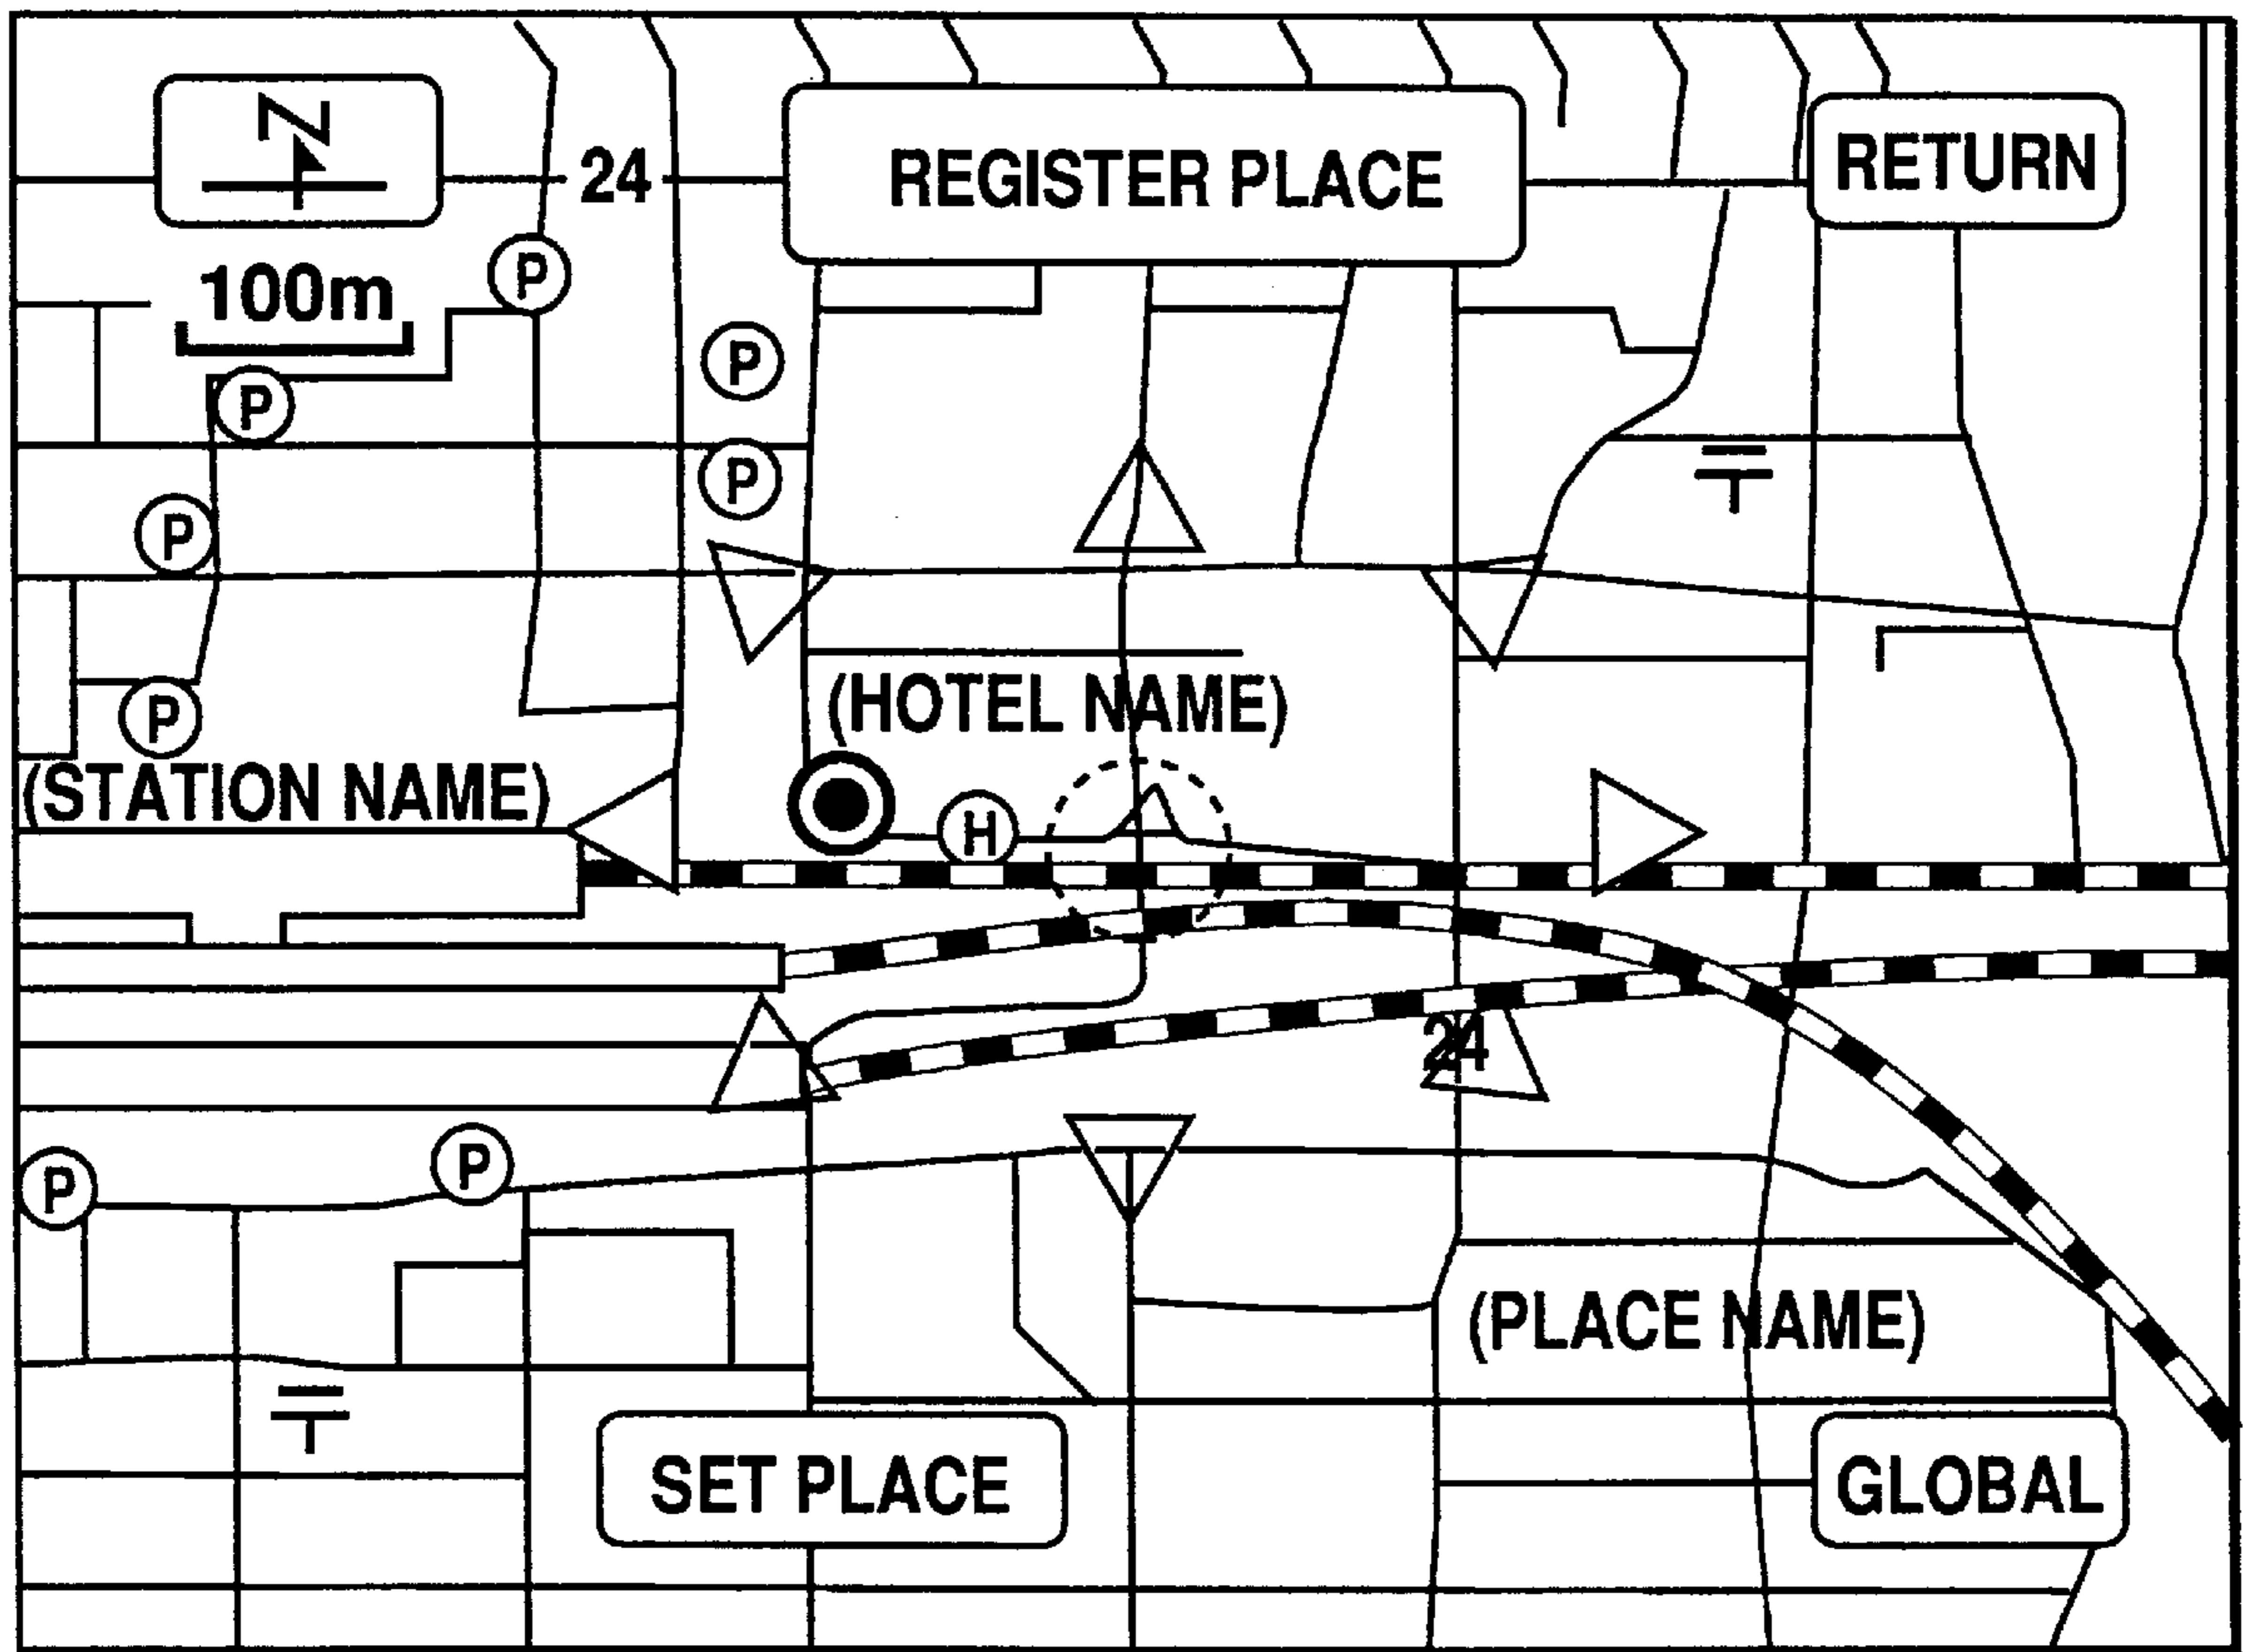 N
24
REGISTER PLACE
RETURN
100m
P
P
P
P
P
(HOTEL NAME)
P
(STATION NAME)
H
24
P
P
(PLACE NAME)
SET PLACE
GLOBAL